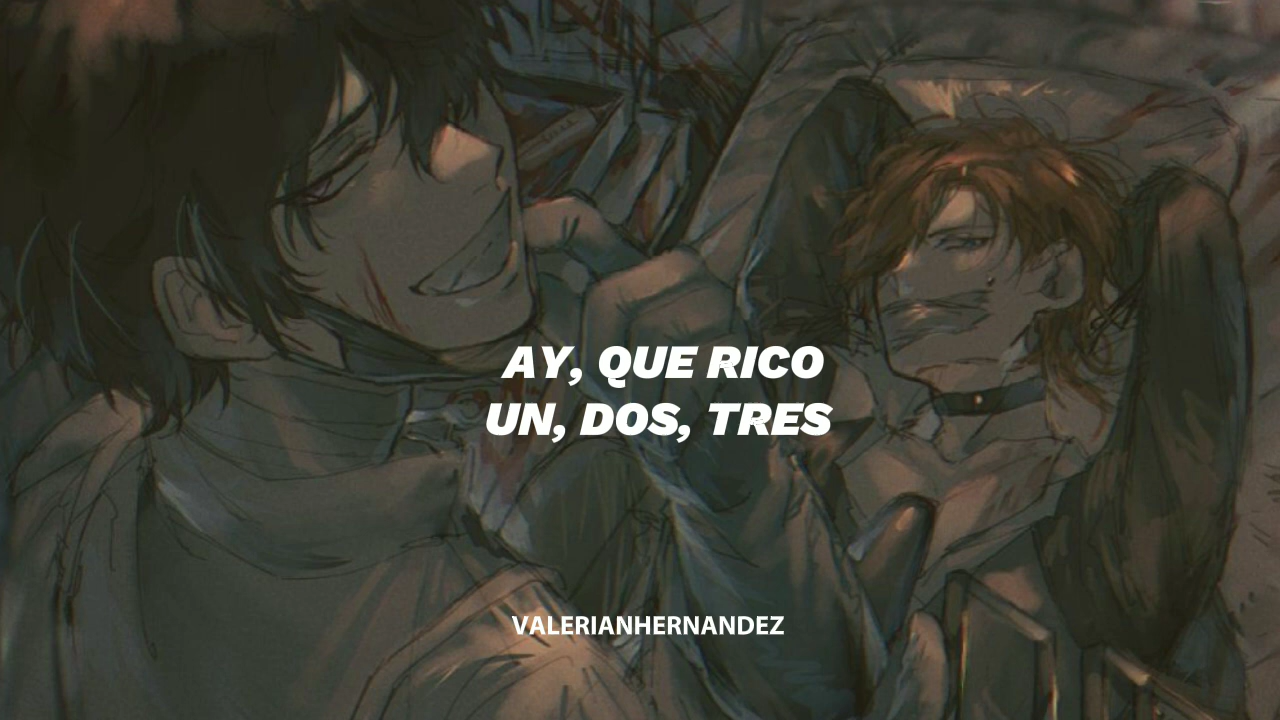 AY, QUE RICO
UN, DOS, TRES
VALERIANHERNANDEZ